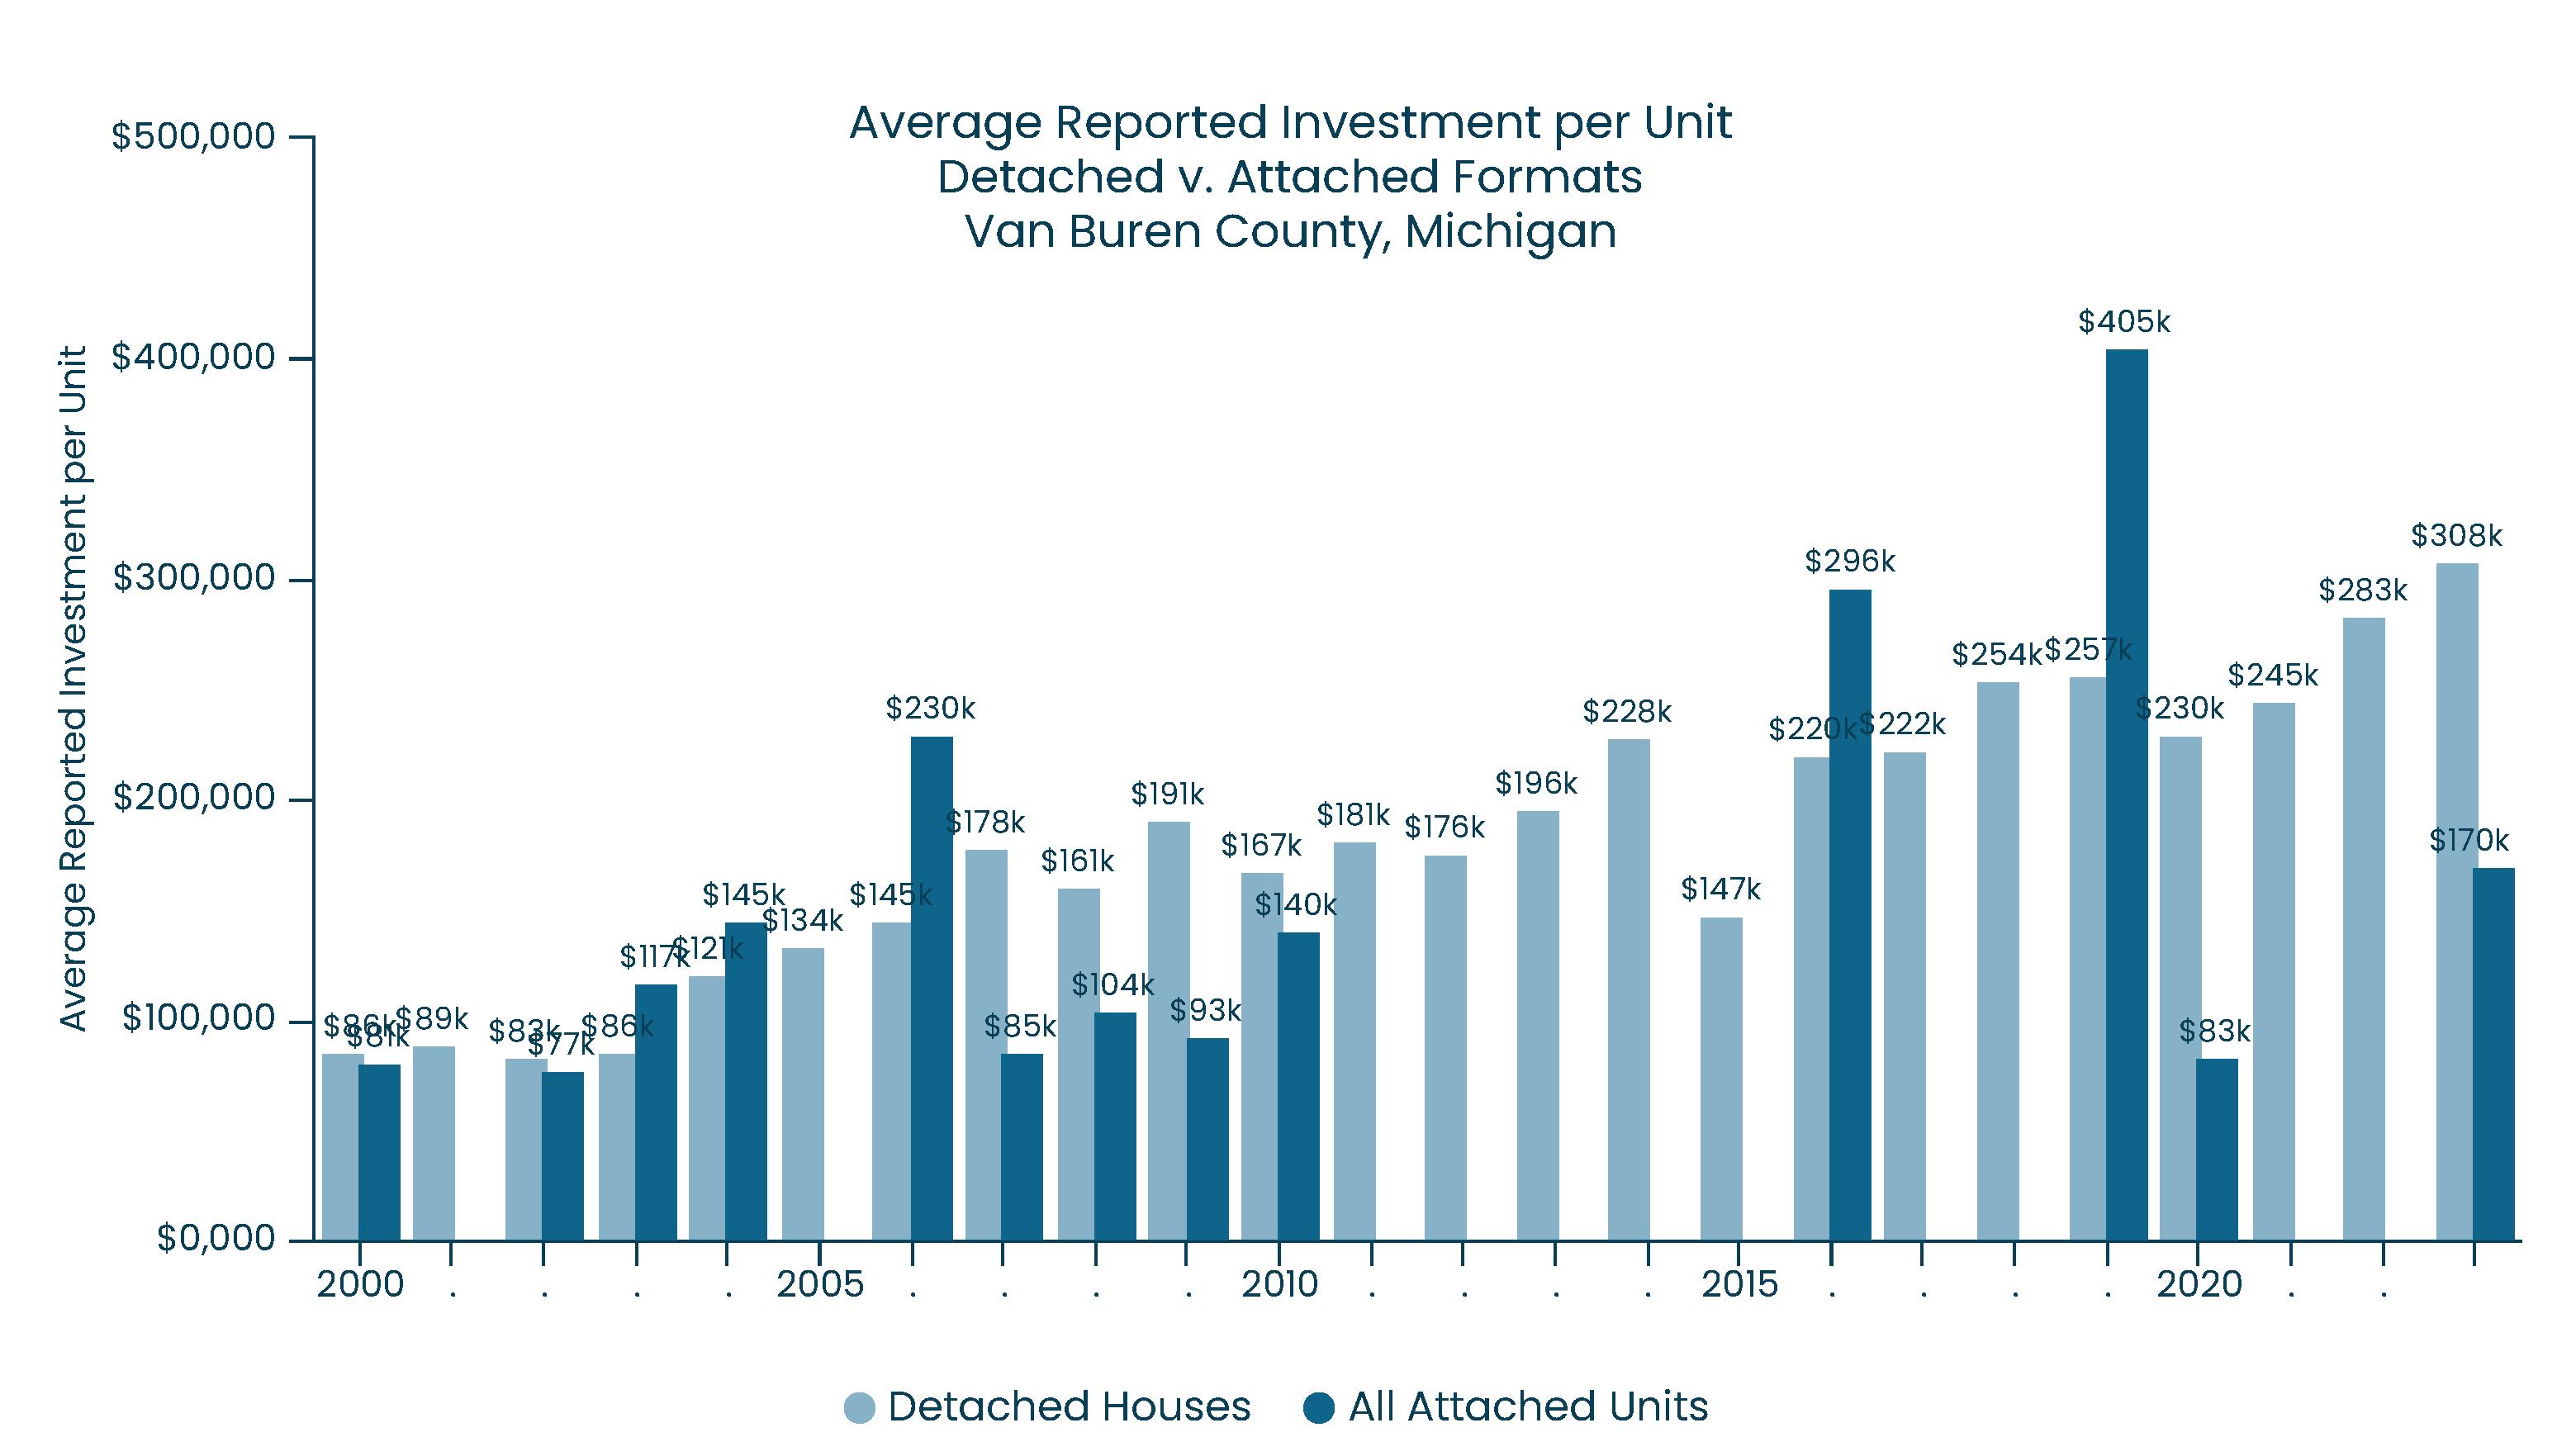 Average Reported Investment per Unit
Detached v. Attached Formats
Van Buren County, Michigan
Average Reported Investment per Unit
$500,000
$400,000
$300,000
$200,000
$100,000
$0,000
$86k
$81k
$89k
$83k
$77k
$86k
$117k
$121k
$145k
$134k
$145k
$230k
$178k
$85k
$161k
$104k
$191k
$93k
$167k
$140k
$181k
$176k
$196k
$228k
$147k
$220k
$296k
$222k
$254k
$257k
$405k
$230k
$83k
$245k
$283k
$308k
$170k
2000 . . . . 2005 . . . . 2010 . . . . 2015 . . . . 2020 . .
Detached Houses All Attached Units